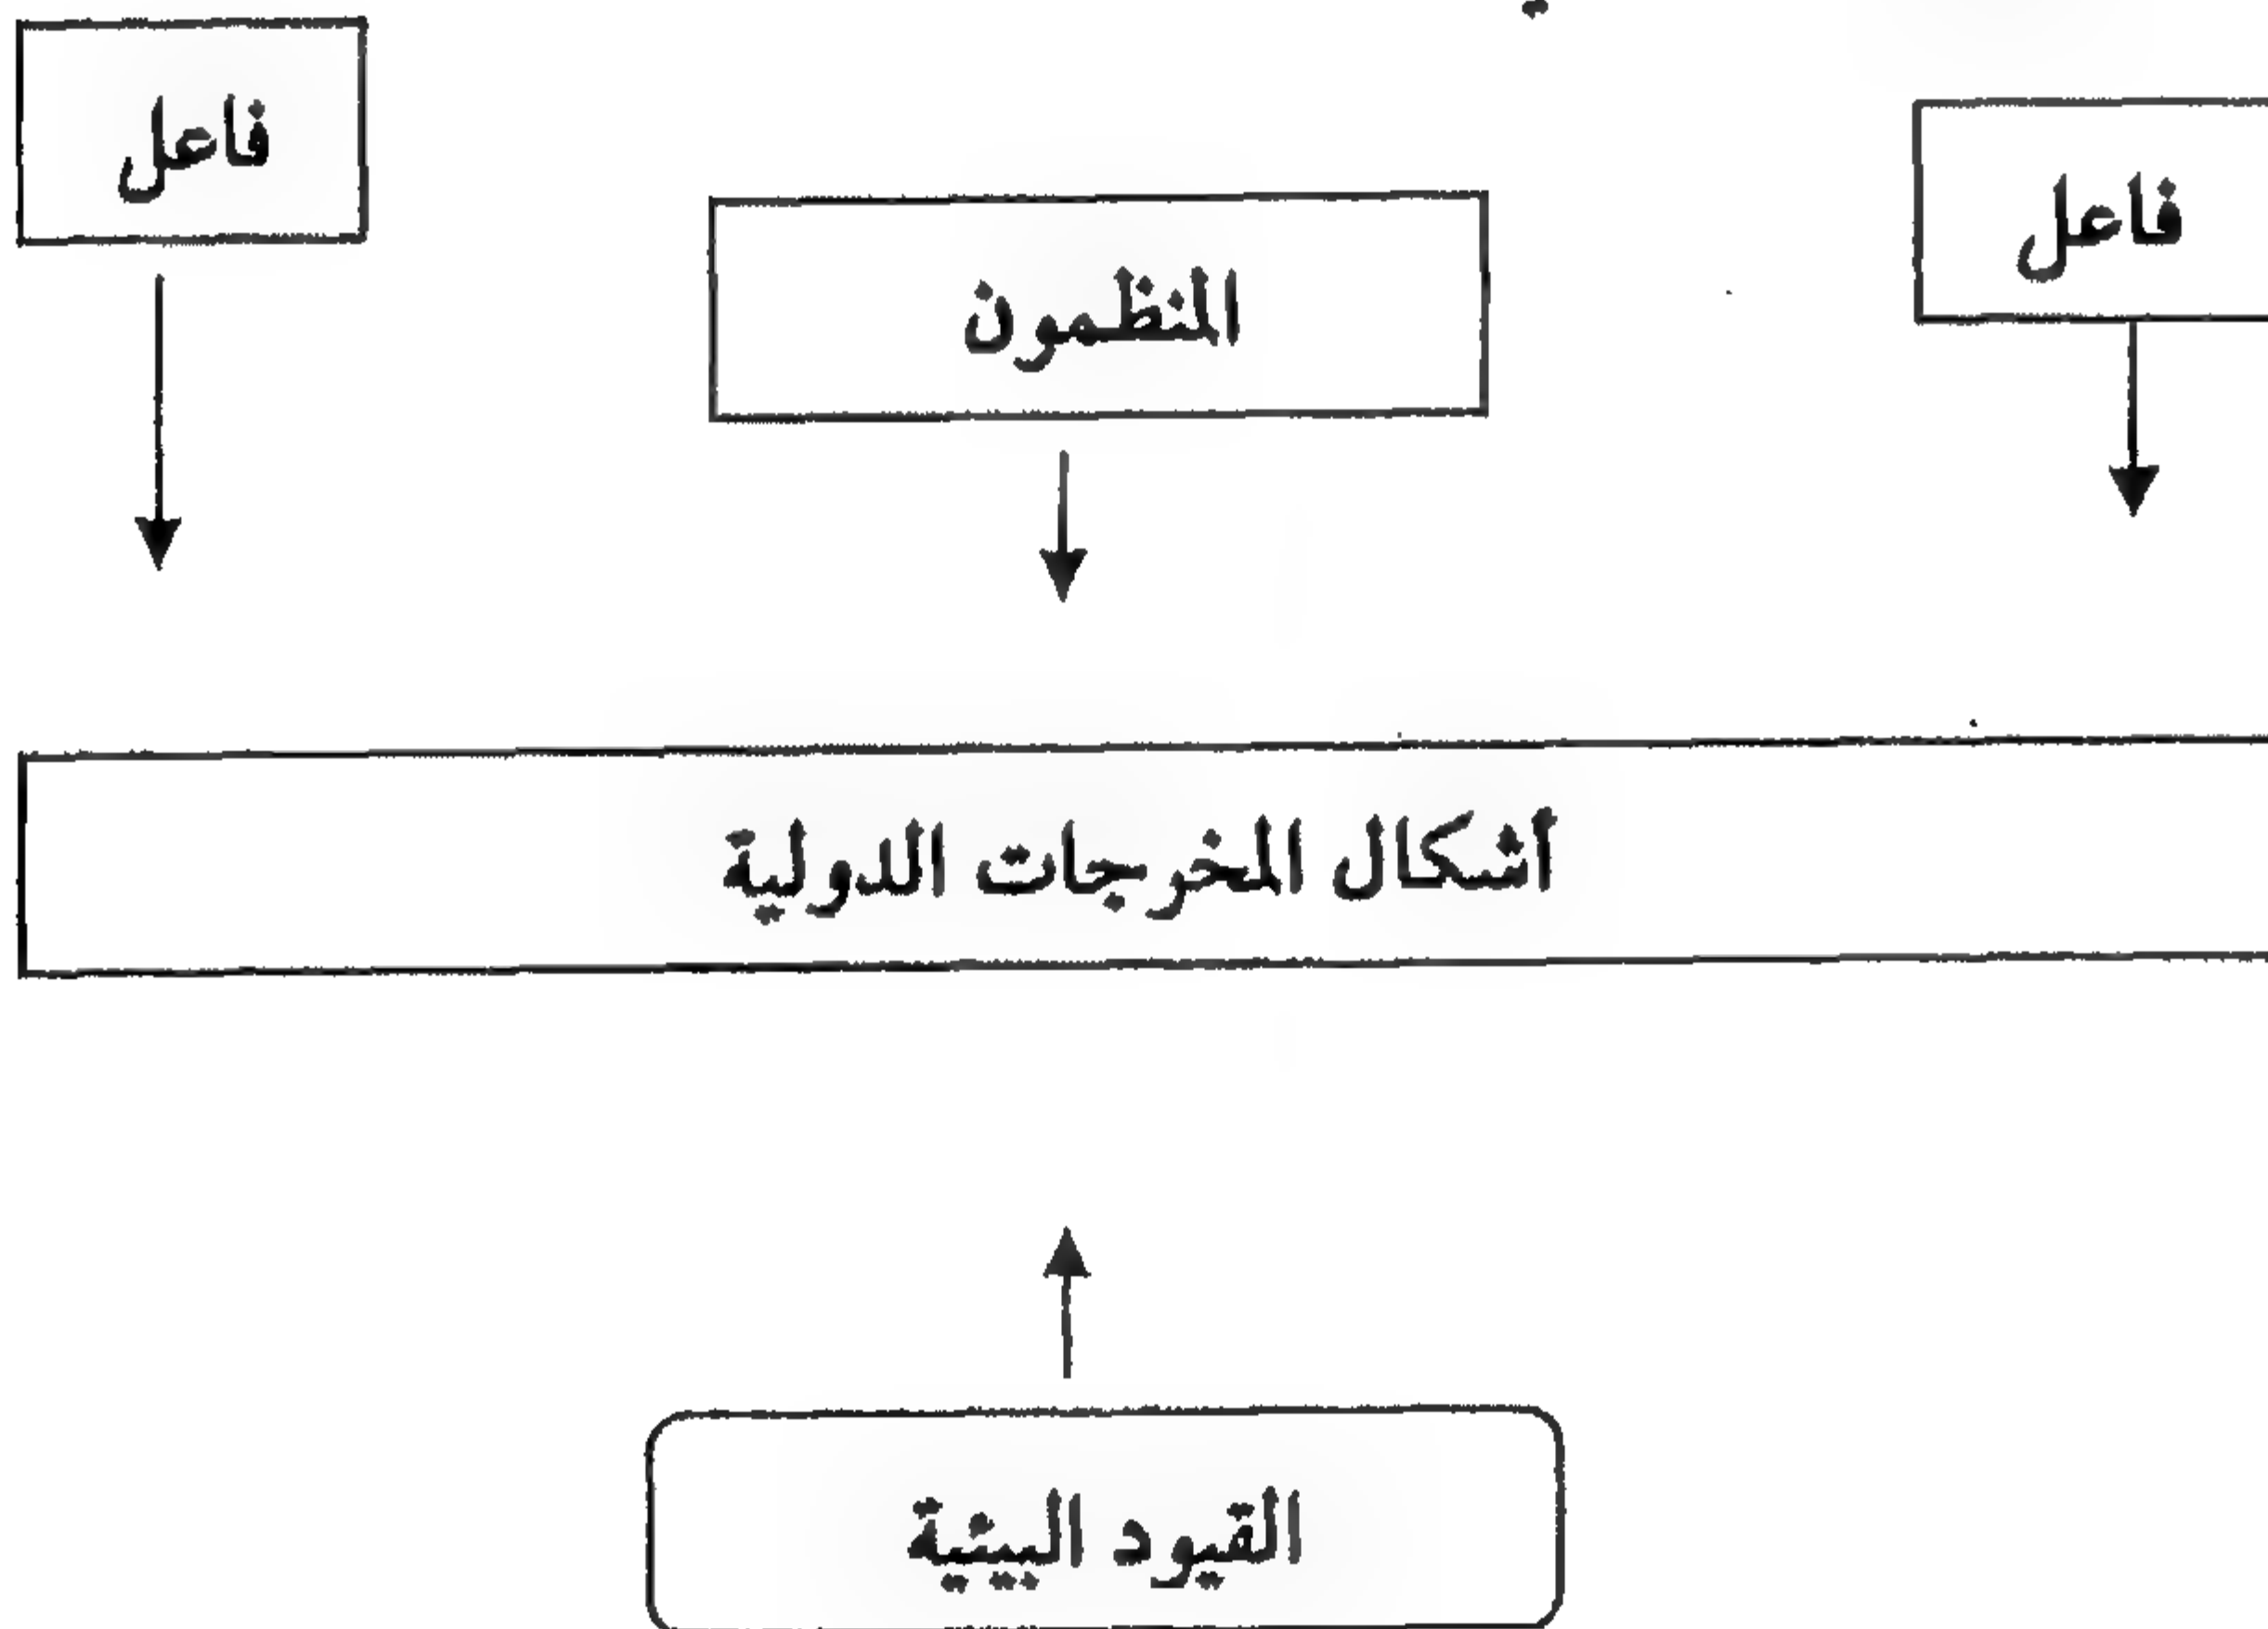 فاعل
المنظمون
فاعل
أشكال المخرجات الدولية
القيود البيئية